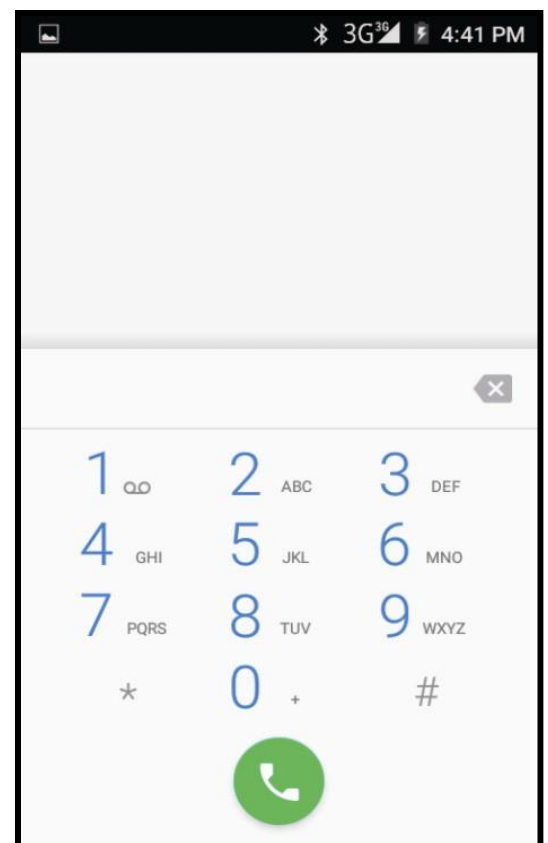 3G 3G 4:41 PM
1
2 ABC
3 DEF
4 GHI
5 JKL
6 MNO
7 PQRS
8 TUV
9 WXYZ
*
0 +
#